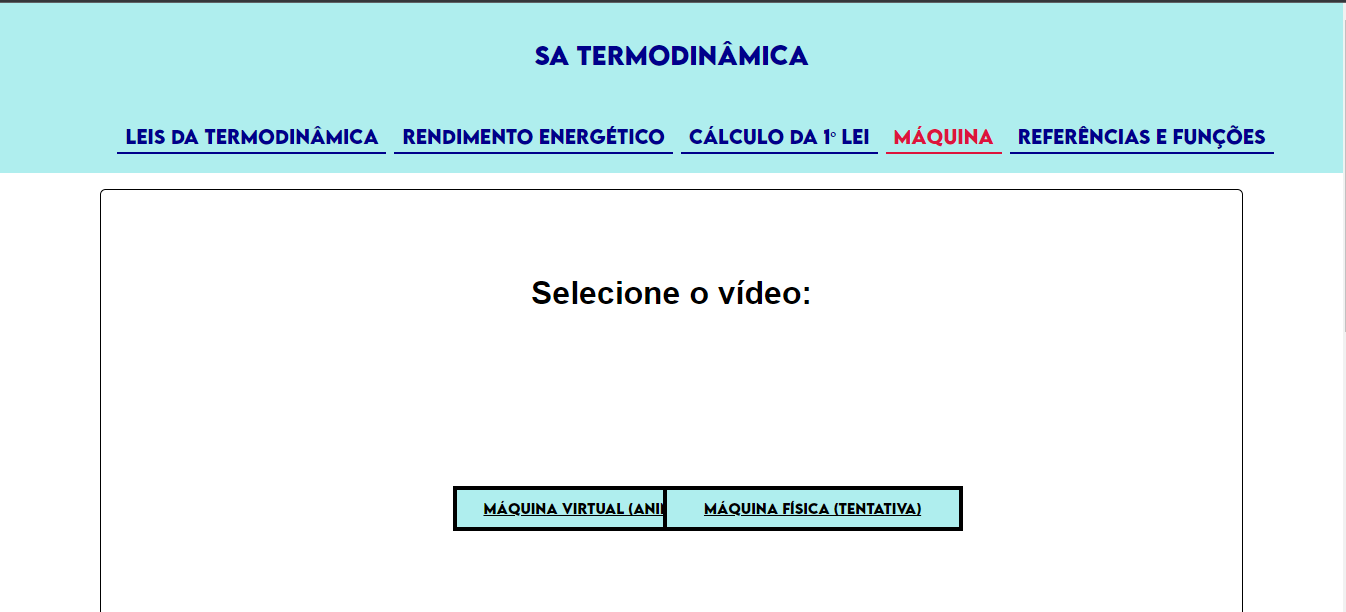 SA TERMODINÂMICA
LEIS DA TERMODINÂMICA RENDIMENTO ENERGÉTICO CÁLCULO DA 1º LEI MÁQUINA REFERÊNCIAS E FUNÇÕES
Selecione o vídeo:
MÁQUINA VIRTUAL (ANI MÁQUINA FÍSICA (TENTATIVA)